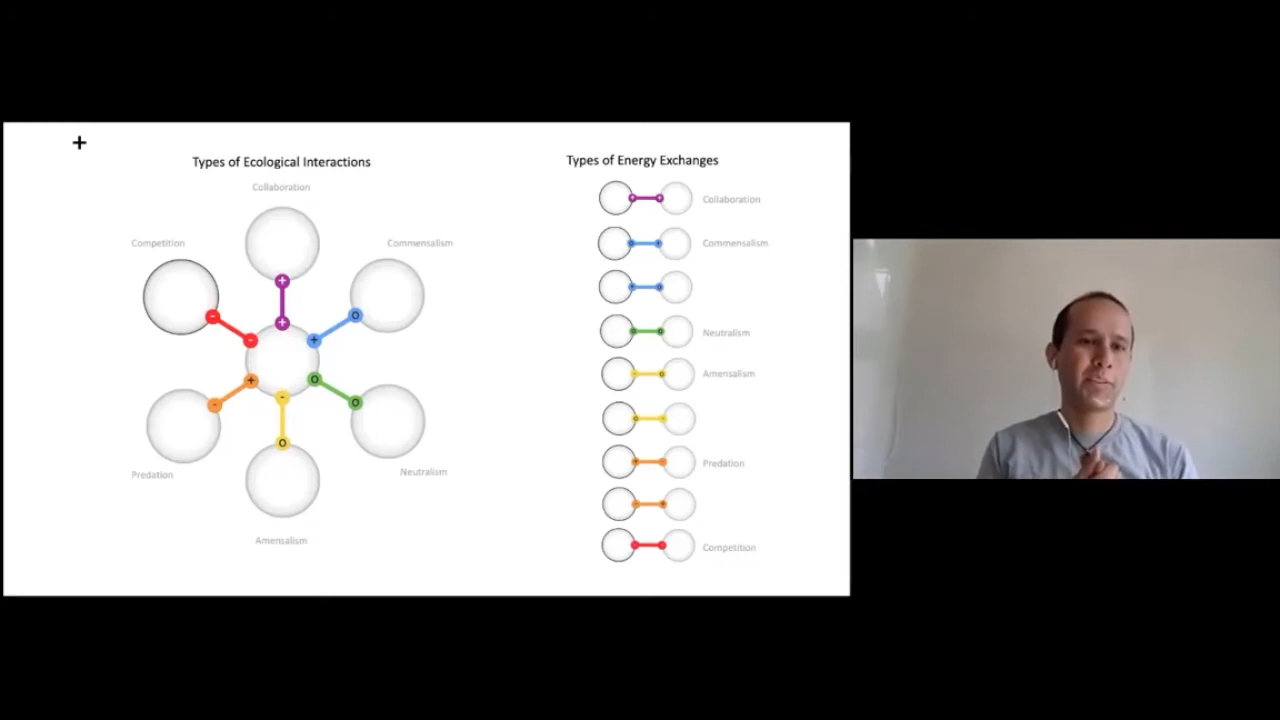 +
Types of Ecological Interactions
Collaboration
Competition
Commensalism
+
+
-
o
-
+
+
o
-
-
o
o
Predation
Neutralism
Amensalism
Types of Energy Exchanges
Collaboration
Commensalism
Neutralism
Amensalism
Predation
Competition